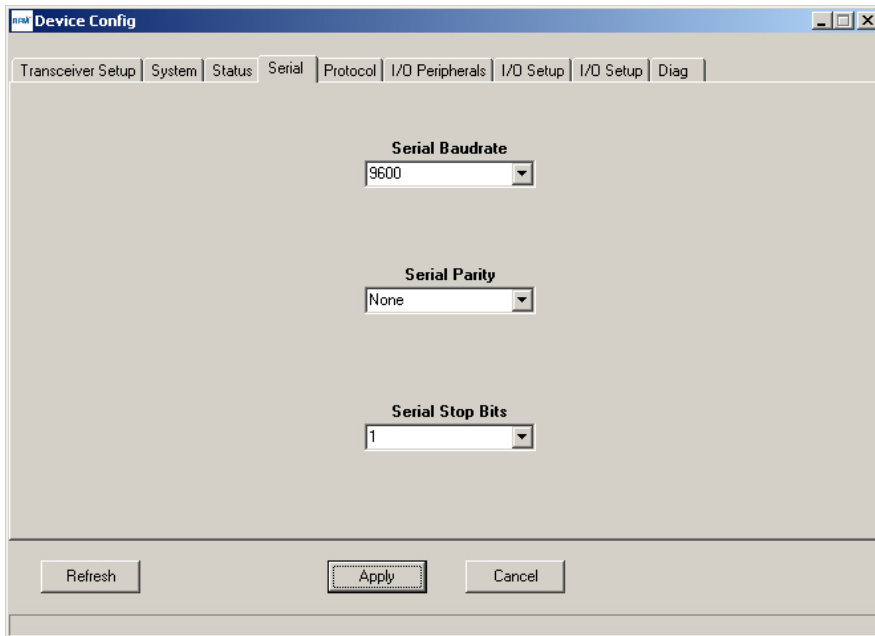 RFM Device Config
Transceiver Setup System Status Serial Protocol I/O Peripherals I/O Setup I/O Setup Diag
Serial Baudrate
9600
Serial Parity
None
Serial Stop Bits
1
Refresh Apply Cancel